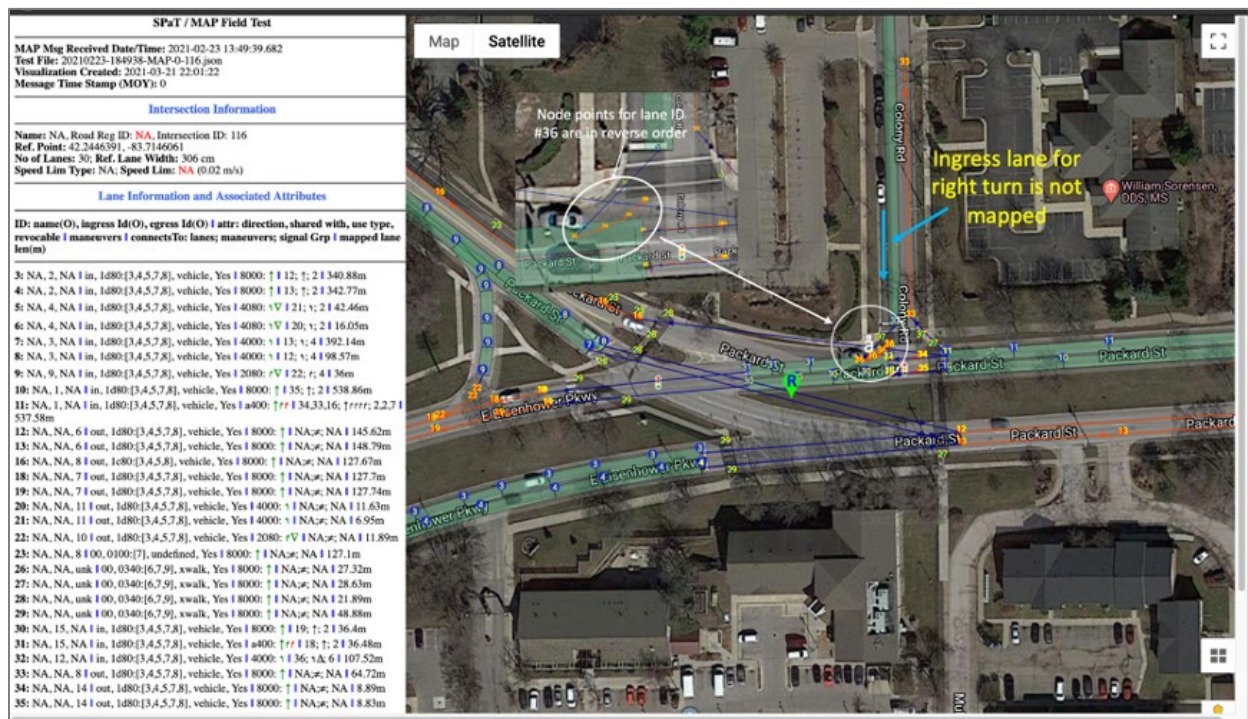 SPaT / MAP Field Test
MAP Msg Received Date/Time: 2021-02-23 13:49:39.682
Test File: 20210223-184938-MAP-0-116.json
Visualization Created: 2021-03-21 22:01:22
Message Time Stamp (MOY): 0
Intersection Information
Name: NA, Road Reg ID: NA, Intersection ID: 116
Ref. Point: 42.2446391, -83.7146061
No of Lanes: 30; Ref. Lane Width: 306 cm
Speed Lim Type: NA; Speed Lim: NA (0.02 m/s)
Lane Information and Associated Attributes
ID: name(O), ingress Id(O), egress Id(O) | attr: direction, shared with, use type,
revocable | maneuvers | connectsTo: lanes; maneuvers; signal Grp | mapped lane
len(m)
3: NA, 2, NA | in, 1d80:[3,4,5,7,8], vehicle, Yes | 8000: ↑ | 12; ↑; 2 | 340.88m
4: NA, 2, NA | in, 1d80:[3,4,5,7,8], vehicle, Yes | 8000: ↑ | 13; ↑; 2 | 342.77m
5: NA, 4, NA | in, 1d80:[3,4,5,7,8], vehicle, Yes | 4080: ↰∇ | 21; ↰; 2 | 42.46m
6: NA, 4, NA | in, 1d80:[3,4,5,7,8], vehicle, Yes | 4080: ↰∇ | 20; ↰; 2 | 16.05m
7: NA, 3, NA | in, 1d80:[3,4,5,7,8], vehicle, Yes | 4000: ↰ | 13; ↰; 4 | 392.14m
8: NA, 3, NA | in, 1d80:[3,4,5,7,8], vehicle, Yes | 4000: ↰ | 12; ↰; 4 | 98.57m
9: NA, 9, NA | in, 1d80:[3,4,5,7,8], vehicle, Yes | 2080: ↱∇ | 22; ↱; 4 | 36m
10: NA, 1, NA | in, 1d80:[3,4,5,7,8], vehicle, Yes | 8000: ↑ | 35; ↑; 2 | 538.86m
11: NA, 1, NA | in, 1d80:[3,4,5,7,8], vehicle, Yes | a400: ↑↱↱ | 34,33,16; ↑↱↱↱↱; 2,2,7 |
537.58m
12: NA, NA, 6 | out, 1d80:[3,4,5,7,8], vehicle, Yes | 8000: ↑ | NA;≠; NA | 145.62m
13: NA, NA, 6 | out, 1d80:[3,4,5,7,8], vehicle, Yes | 8000: ↑ | NA;≠; NA | 148.79m
16: NA, NA, 8 | out, 1c80:[3,4,5,8], vehicle, Yes | 8000: ↑ | NA;≠; NA | 127.67m
18: NA, NA, 7 | out, 1d80:[3,4,5,7,8], vehicle, Yes | 8000: ↑ | NA;≠; NA | 127.7m
19: NA, NA, 7 | out, 1d80:[3,4,5,7,8], vehicle, Yes | 8000: ↑ | NA;≠; NA | 127.74m
20: NA, NA, 11 | out, 1d80:[3,4,5,7,8], vehicle, Yes | 4000: ↰ | NA;≠; NA | 11.63m
21: NA, NA, 11 | out, 1d80:[3,4,5,7,8], vehicle, Yes | 4000: ↰ | NA;≠; NA | 6.95m
22: NA, NA, 10 | out, 1d80:[3,4,5,7,8], vehicle, Yes | 2080: ↱∇ | NA;≠; NA | 11.89m
23: NA, NA, 8 | 00, 0100:[7], undefined, Yes | 8000: ↑ | NA;≠; NA | 127.1m
26: NA, NA, unk | 00, 0340:[6,7,9], xwalk, Yes | 8000: ↑ | NA;≠; NA | 27.32m
27: NA, NA, unk | 00, 0340:[6,7,9], xwalk, Yes | 8000: ↑ | NA;≠; NA | 28.63m
28: NA, NA, unk | 00, 0340:[6,7,9], xwalk, Yes | 8000: ↑ | NA;≠; NA | 21.89m
29: NA, NA, unk | 00, 0340:[6,7,9], xwalk, Yes | 8000: ↑ | NA;≠; NA | 48.88m
30: NA, 15, NA | in, 1d80:[3,4,5,7,8], vehicle, Yes | 8000: ↑ | 19; ↑; 2 | 36.4m
31: NA, 15, NA | in, 1d80:[3,4,5,7,8], vehicle, Yes | a400: ↑↱↱ | 18; ↑; 2 | 36.48m
32: NA, 12, NA | in, 1d80:[3,4,5,7,8], vehicle, Yes | 4000: ↰ | 36; ↰Δ; 6 | 107.52m
33: NA, NA, 8 | out, 1d80:[3,4,5,7,8], vehicle, Yes | 8000: ↑ | NA;≠; NA | 64.72m
34: NA, NA, 14 | out, 1d80:[3,4,5,7,8], vehicle, Yes | 8000: ↑ | NA;≠; NA | 8.89m
35: NA, NA, 14 | out, 1d80:[3,4,5,7,8], vehicle, Yes | 8000: ↑ | NA;≠; NA | 8.83m
Map Satellite
Node points for lane ID
#36 are in reverse order
Ingress lane for
right turn is not
mapped
William Sorensen,
DDS, MS
Colony Rd
Packard St
Packard St
Packard St
Packard St
Packard St
Packard St
E Eisenhower Pkwy
Packard St
Packard St
Packard St
E Eisenhower Pkwy
R